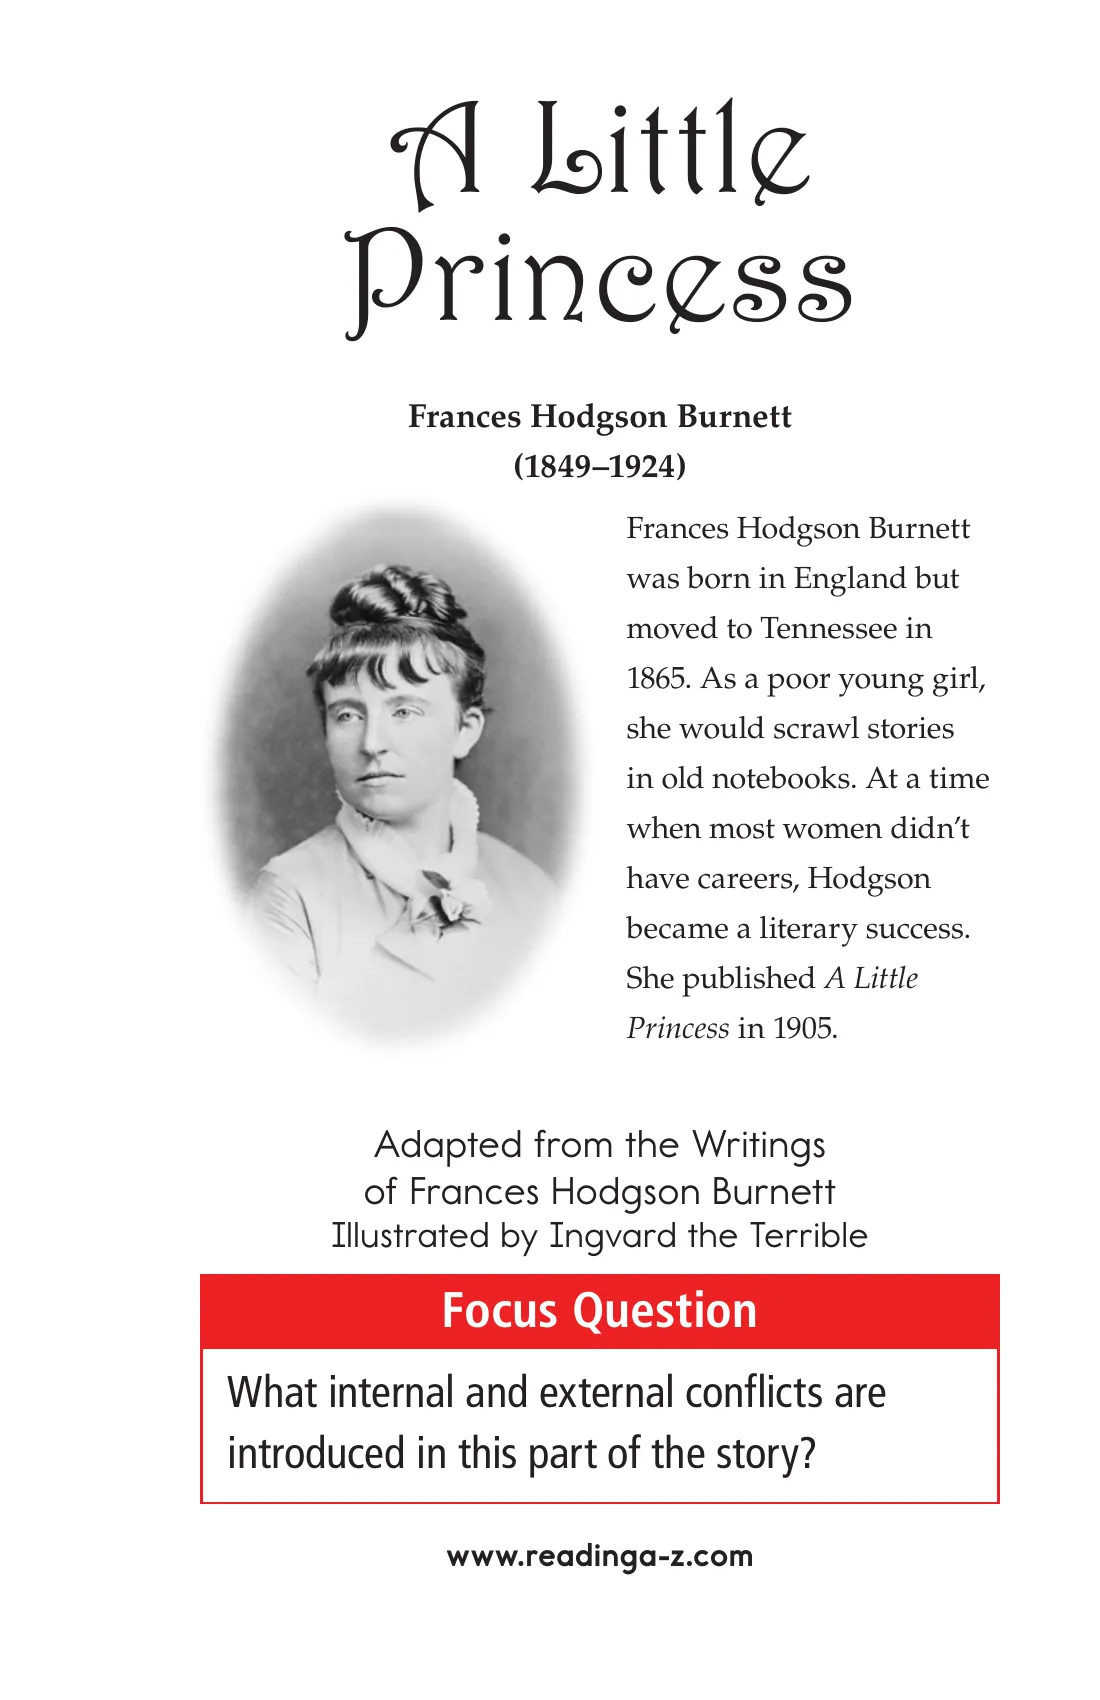 A Little
Princess
Frances Hodgson Burnett
(1849–1924)
Frances Hodgson Burnett
was born in England but
moved to Tennessee in
1865. As a poor young girl,
she would scrawl stories
in old notebooks. At a time
when most women didn’t
have careers, Hodgson
became a literary success.
She published A Little
Princess in 1905.
Adapted from the Writings
of Frances Hodgson Burnett
Illustrated by Ingvard the Terrible
Focus Question
What internal and external conflicts are
introduced in this part of the story?
www.readinga-z.com